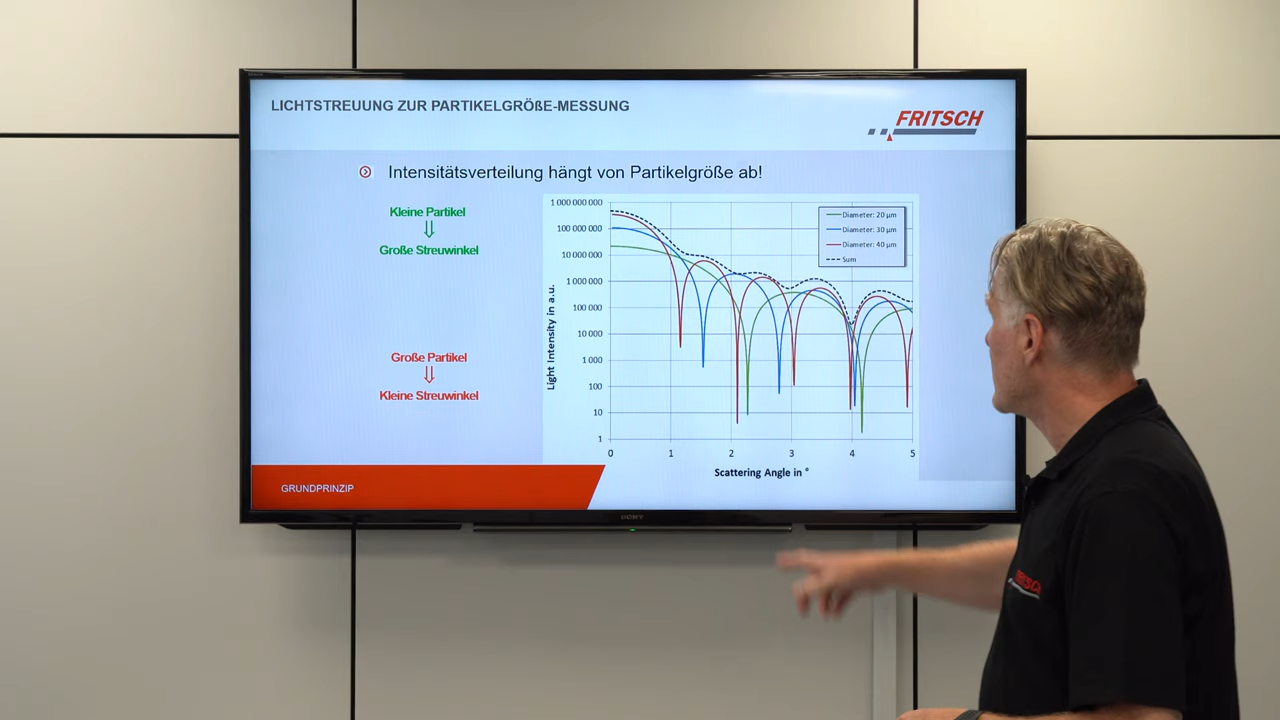 LICHTSTREUUNG ZUR PARTIKELGRÖßE-MESSUNG
FRITSCH
Intensitätsverteilung hängt von Partikelgröße ab!
Kleine Partikel
⇓
Große Streuwinkel
Große Partikel
⇓
Kleine Streuwinkel
Light Intensity in a.u.
1 000 000 000
100 000 000
10 000 000
1 000 000
100 000
10 000
1 000
100
10
1
0 1 2 3 4 5
Scattering Angle in °
Diameter: 20 µm
Diameter: 30 µm
Diameter: 40 µm
Sum
GRUNDPRINZIP
SONY
FRITSCH